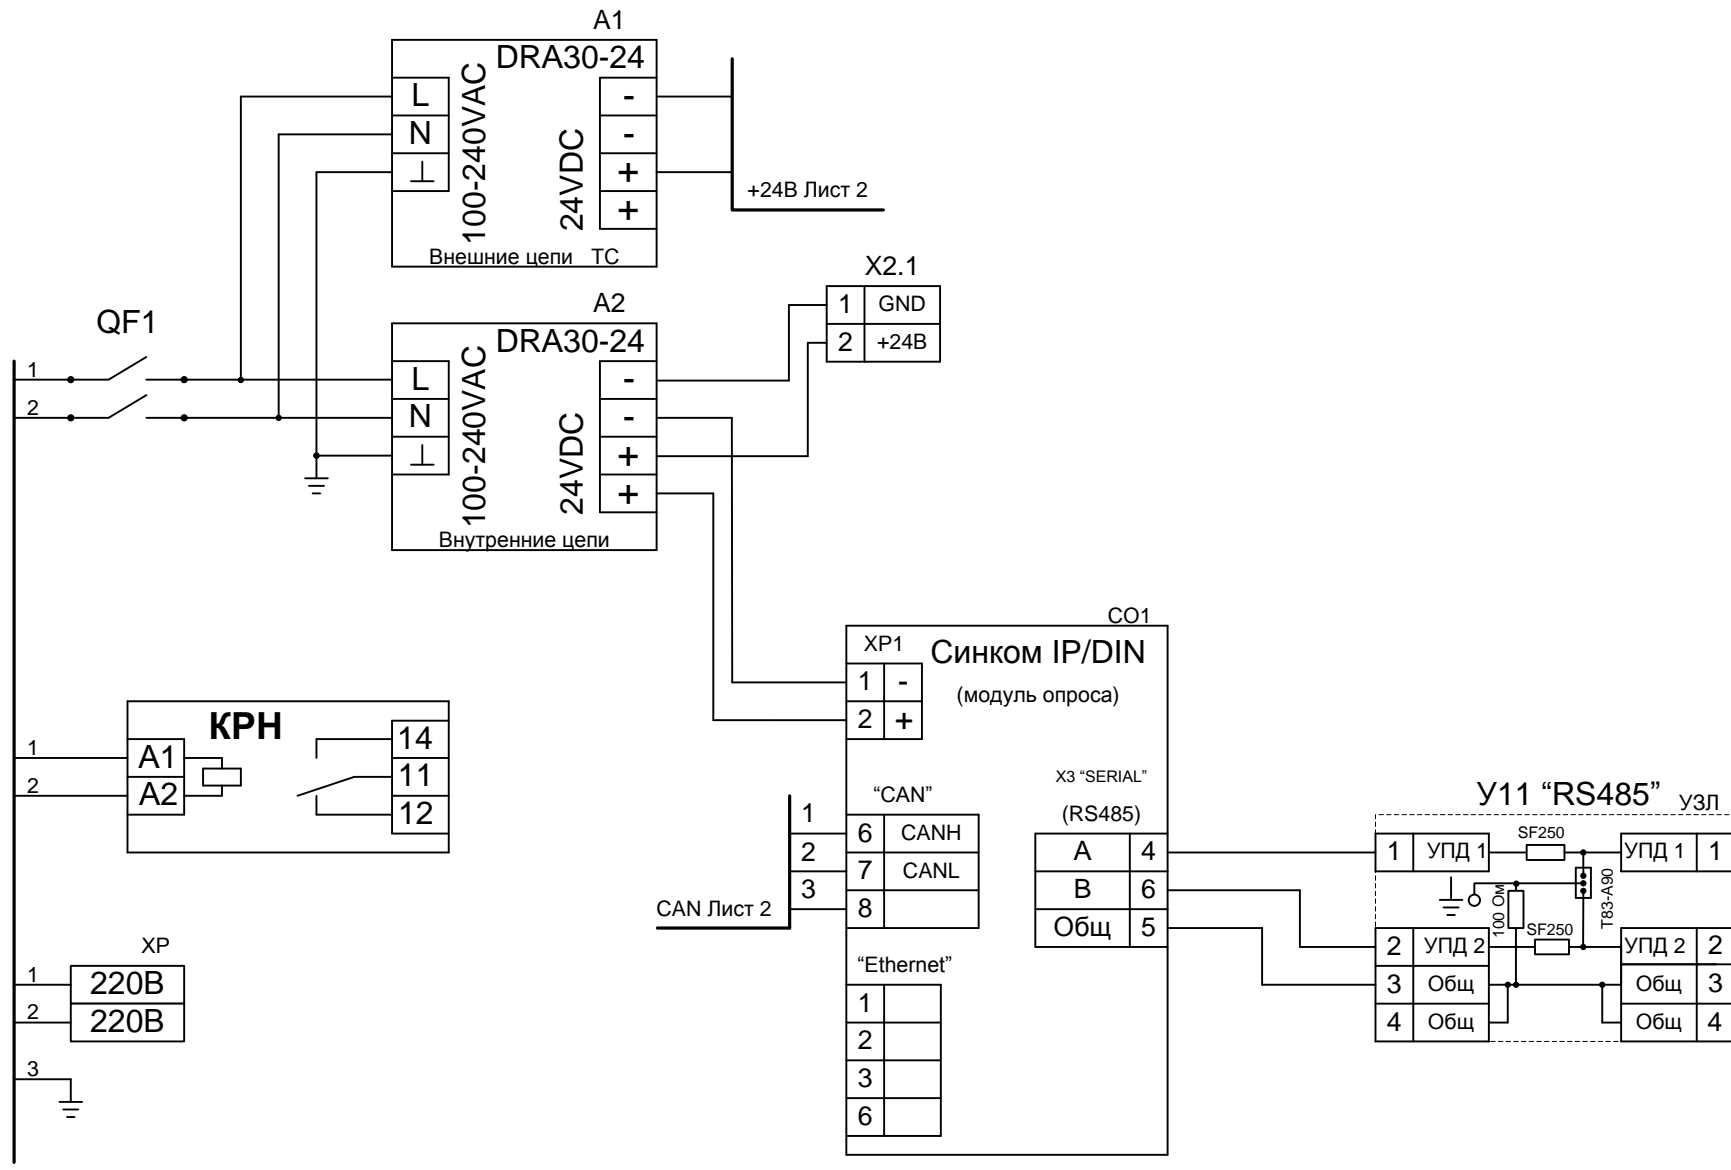 A1
DRA30-24
L
N
⊥
100-240VAC
24VDC
-
-
+
+
Внешние цепи ТС
+24В Лист 2
X2.1
1 GND
2 +24В
QF1
1
2
A2
DRA30-24
L
N
⊥
100-240VAC
24VDC
-
-
+
+
Внутренние цепи
КРН
1
2
A1
A2
14
11
12
XP
1
2
3
220В
220В
СО1
XP1
Синком IP/DIN
(модуль опроса)
1 -
2 +
X3 “SERIAL”
(RS485)
A 4
B 6
Общ 5
“CAN”
1
2
3
6 CANH
7 CANL
8
CAN Лист 2
“Ethernet”
1
2
3
6
У11 “RS485” УЗЛ
1 УПД 1
SF250
УПД 1 1
T83-A90
100 Ом
SF250
2 УПД 2
УПД 2 2
3 Общ
Общ 3
4 Общ
Общ 4